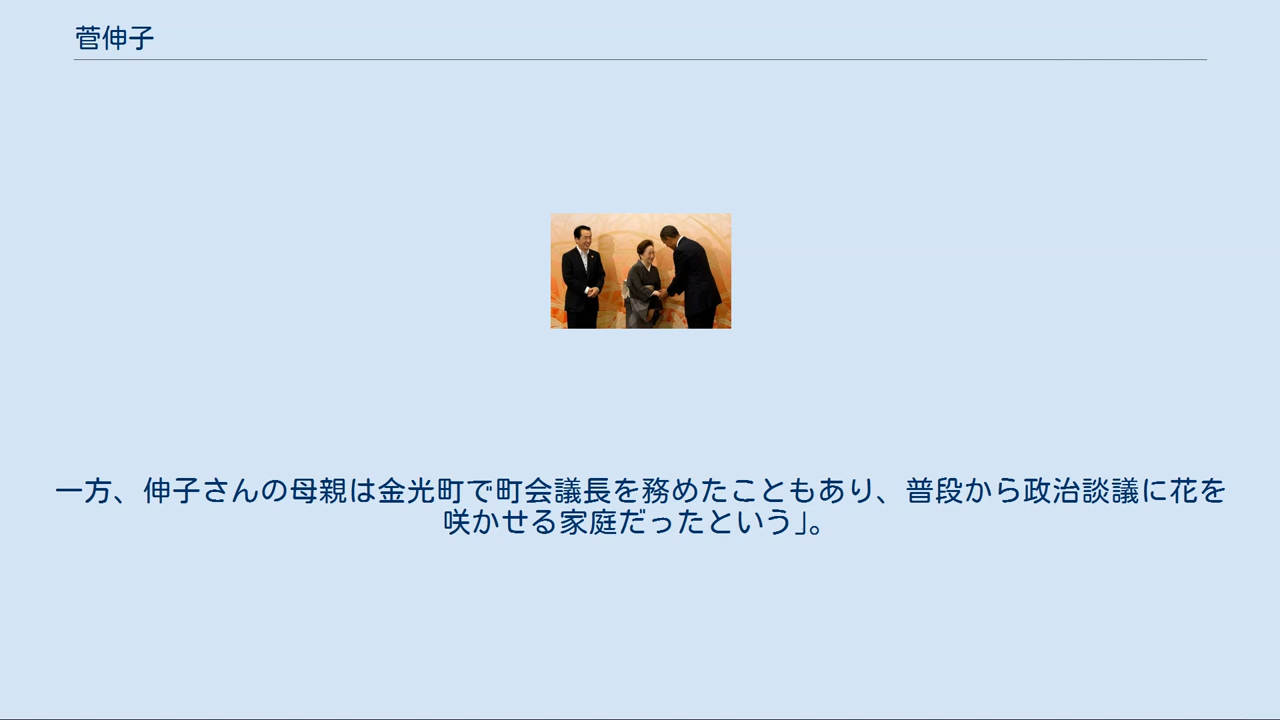 菅伸子
一方、伸子さんの母親は金光町で町会議長を務めたこともあり、普段から政治談議に花を
咲かせる家庭だったという」。